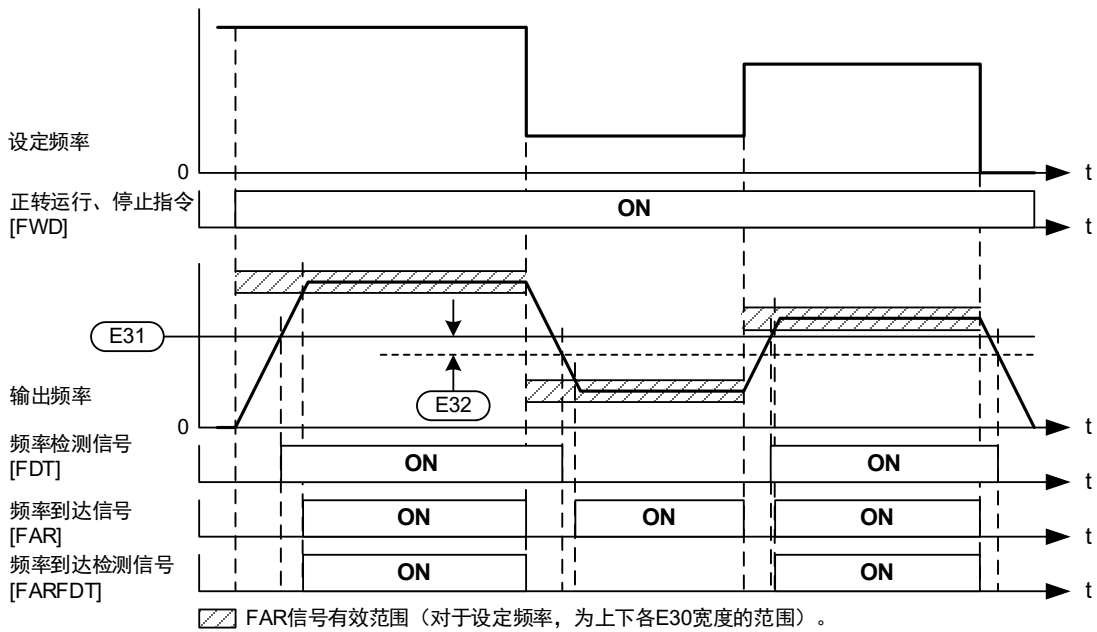 设定频率
0
t
正转运行、停止指令
[FWD]
ON
t
E31
E32
输出频率
0
t
频率检测信号
[FDT]
ON
ON
t
频率到达信号
[FAR]
ON
ON
ON
t
频率到达检测信号
[FARFDT]
ON
ON
t
FAR信号有效范围（对于设定频率，为上下各E30宽度的范围）。